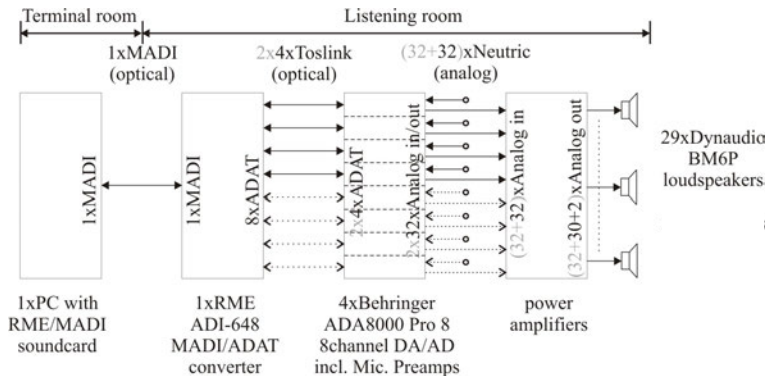 Terminal room
Listening room
1xMADI
(optical)
2x4xToslink
(optical)
(32+32)xNeutric
(analog)
1xMADI
1xMADI
8xADAT
2x4xADAT
2x32xAnalog in/out
(32+32)xAnalog in
(32+30+2)xAnalog out
29xDynaudio
BM6P
loudspeakers
1xPC with
RME/MADI
soundcard
1xRME
ADI-648
MADI/ADAT
converter
4xBehringer
ADA8000 Pro 8
8channel DA/AD
incl. Mic. Preamps
power
amplifiers